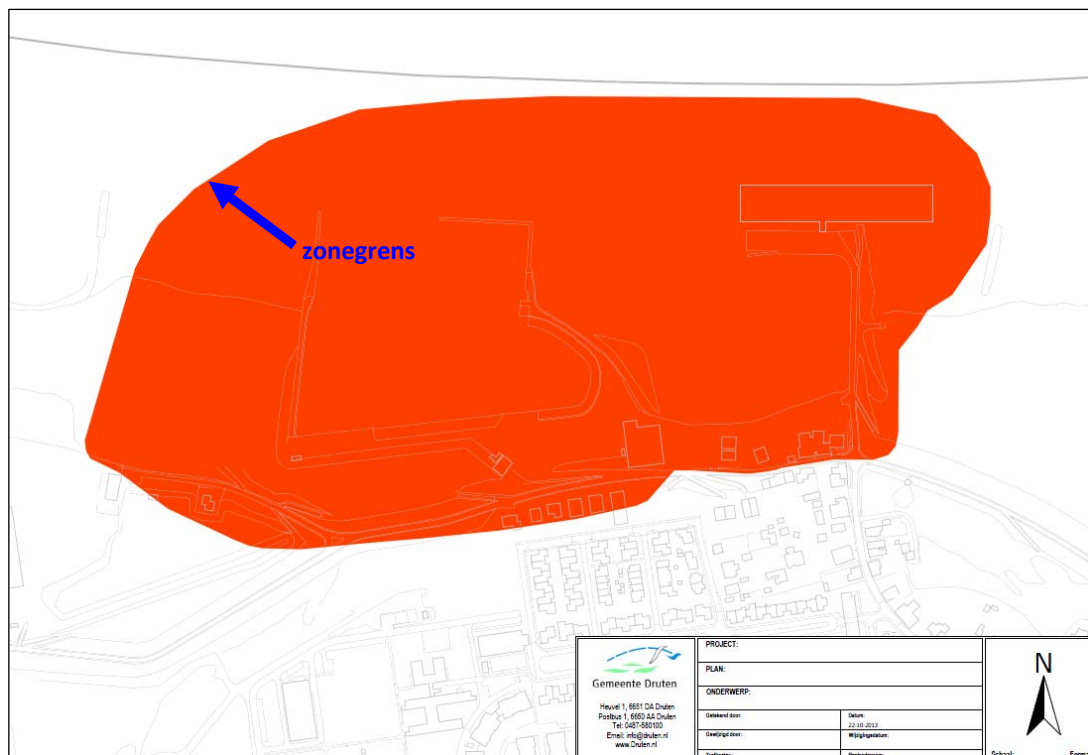 zonegrens
Gemeente Druten
Heuvel 1, 6651 DA Druten
Postbus 1, 6650 AA Druten
Tel: 0487-580100
Email: info@druten.nl
www.Druten.nl
PROJECT:
PLAN:
ONDERWERP:
Getekend door:
Datum:
22-10-2012
Gewijzigd door:
Wijzigingsdatum:
N
Schaal: